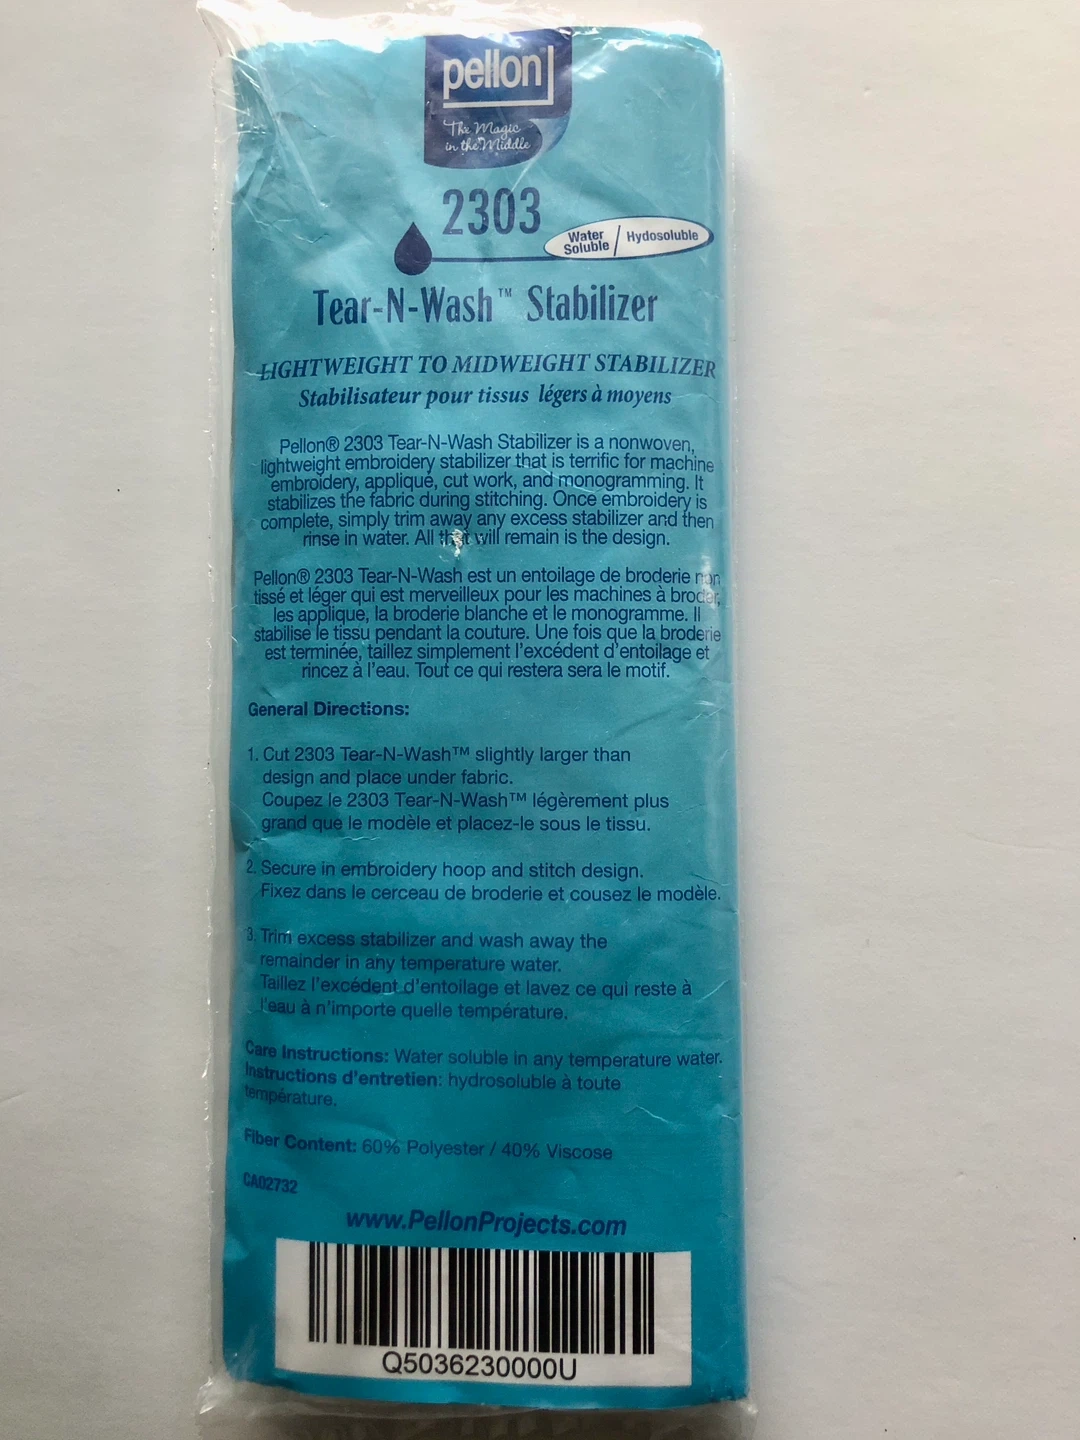 pellon
The Magic
in the Middle
2303
Water
Soluble / Hydosoluble
Tear-N-Wash™ Stabilizer
LIGHTWEIGHT TO MIDWEIGHT STABILIZER
Stabilisateur pour tissus légers à moyens
Pellon® 2303 Tear-N-Wash Stabilizer is a nonwoven,
lightweight embroidery stabilizer that is terrific for machine
embroidery, appliqué, cut work, and monogramming. It
stabilizes the fabric during stitching. Once embroidery is
complete, simply trim away any excess stabilizer and then
rinse in water. All that will remain is the design.
Pellon® 2303 Tear-N-Wash est un entoilage de broderie non
tissé et léger qui est merveilleux pour les machines à broder,
les applique, la broderie blanche et le monogramme. Il
stabilise le tissu pendant la couture. Une fois que la broderie
est terminée, taillez simplement l'excédent d'entoilage et
rincez à l'eau. Tout ce qui restera sera le motif.
General Directions:
1. Cut 2303 Tear-N-Wash™ slightly larger than
design and place under fabric.
Coupez le 2303 Tear-N-Wash™ légèrement plus
grand que le modèle et placez-le sous le tissu.
2. Secure in embroidery hoop and stitch design.
Fixez dans le cerceau de broderie et cousez le modèle.
3. Trim excess stabilizer and wash away the
remainder in any temperature water.
Taillez l'excédent d'entoilage et lavez ce qui reste à
l'eau à n'importe quelle température.
Care Instructions: Water soluble in any temperature water.
Instructions d'entretien: hydrosoluble à toute
température.
Fiber Content: 60% Polyester / 40% Viscose
CA02732
www.PellonProjects.com
Q5036230000U